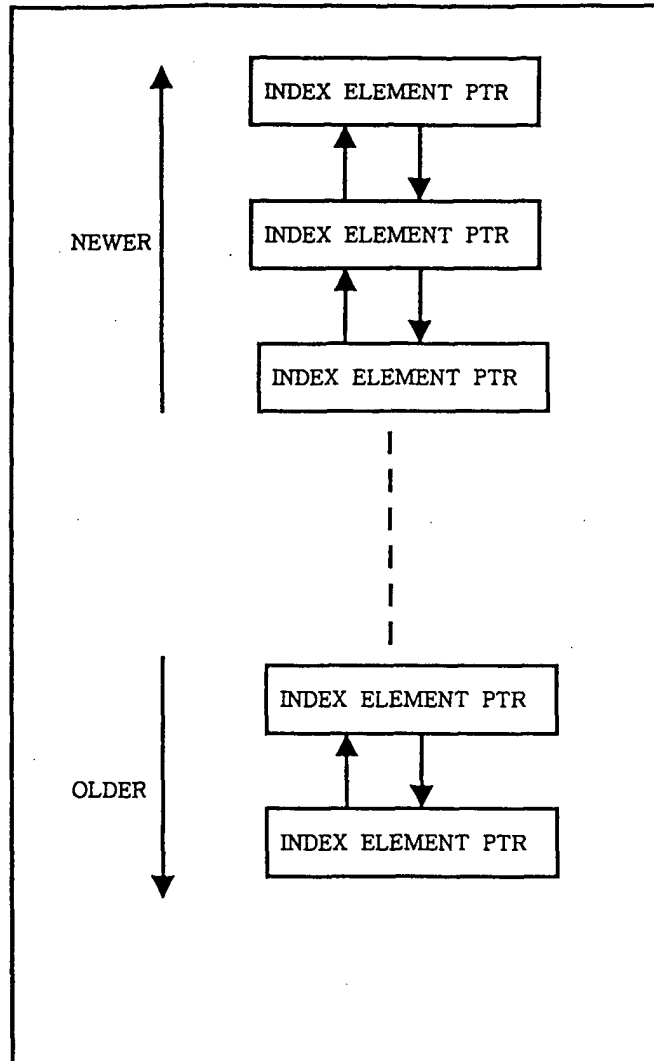 INDEX ELEMENT PTR
NEWER
INDEX ELEMENT PTR
INDEX ELEMENT PTR
INDEX ELEMENT PTR
OLDER
INDEX ELEMENT PTR